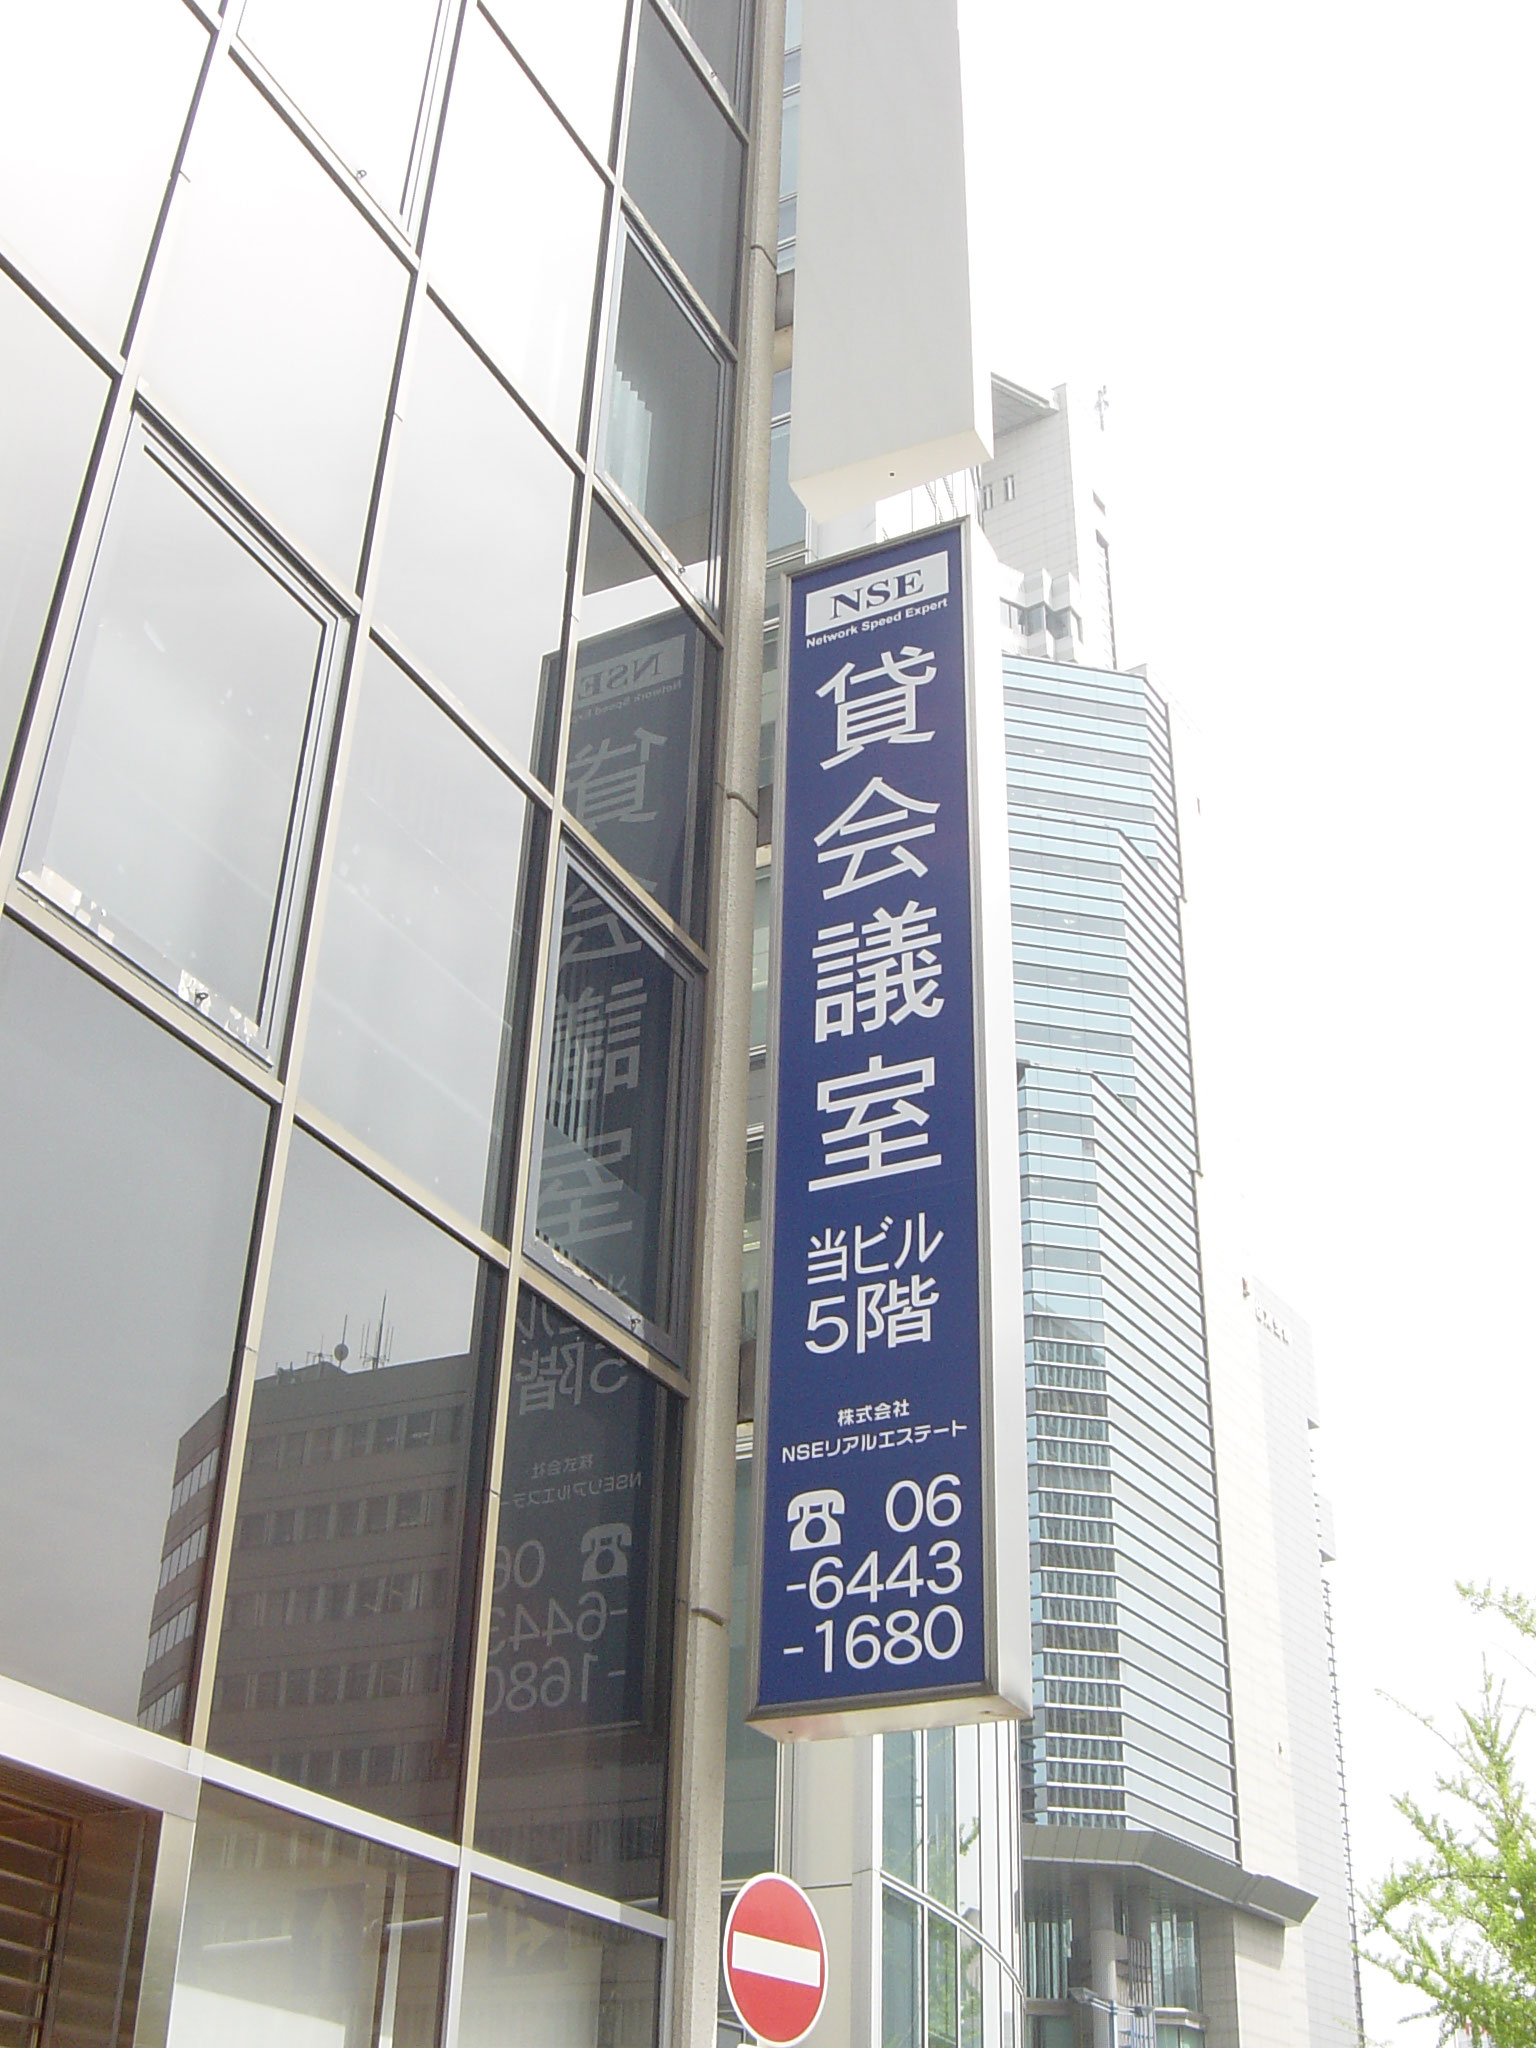 NSE
Network Speed Expert
貸会議室
当ビル
5階
株式会社
NSEリアルエステート
☎ 06
-6443
-1680